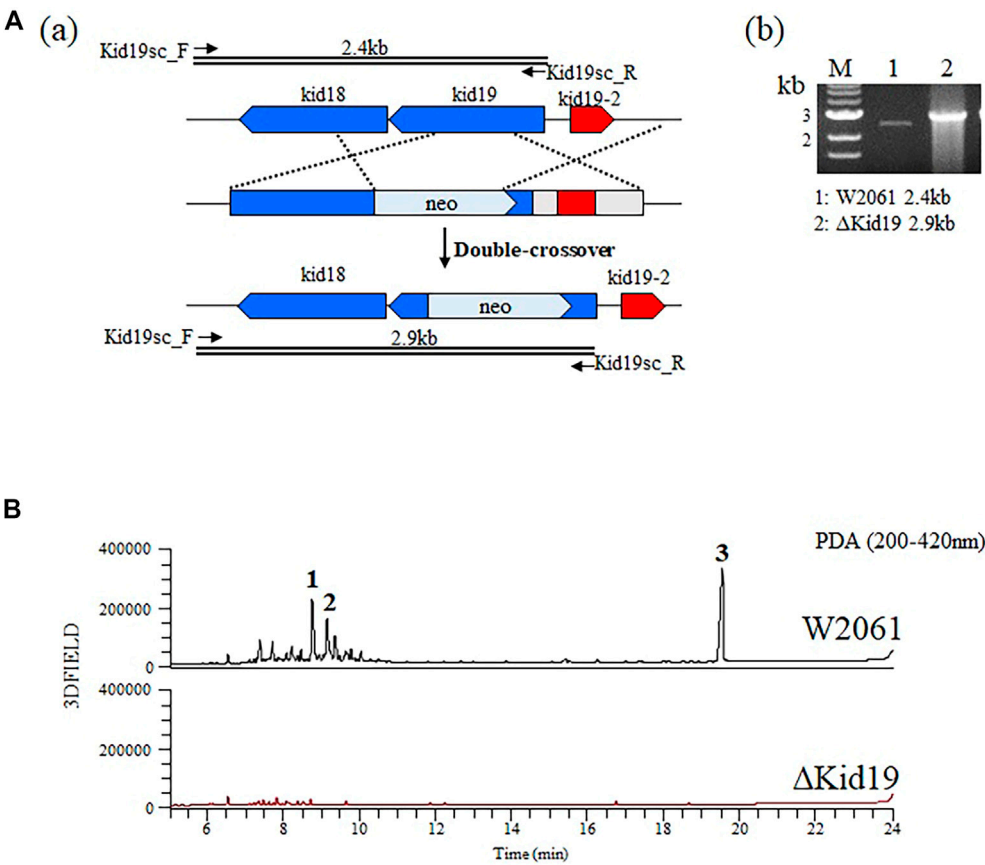 A
(a)
(b)
Kid19sc_F
2.4kb
Kid19sc_R
kid18
kid19
kid19-2
neo
Double-crossover
kid18
kid19-2
neo
Kid19sc_F
2.9kb
Kid19sc_R
M 1 2
kb
3
2
1: W2061 2.4kb
2: ΔKid19 2.9kb
B
PDA (200-420nm)
400000
200000
0
1
2
3
W2061
3DFIELD
400000
200000
0
ΔKid19
6 8 10 12 14 16 18 20 22 24
Time (min)